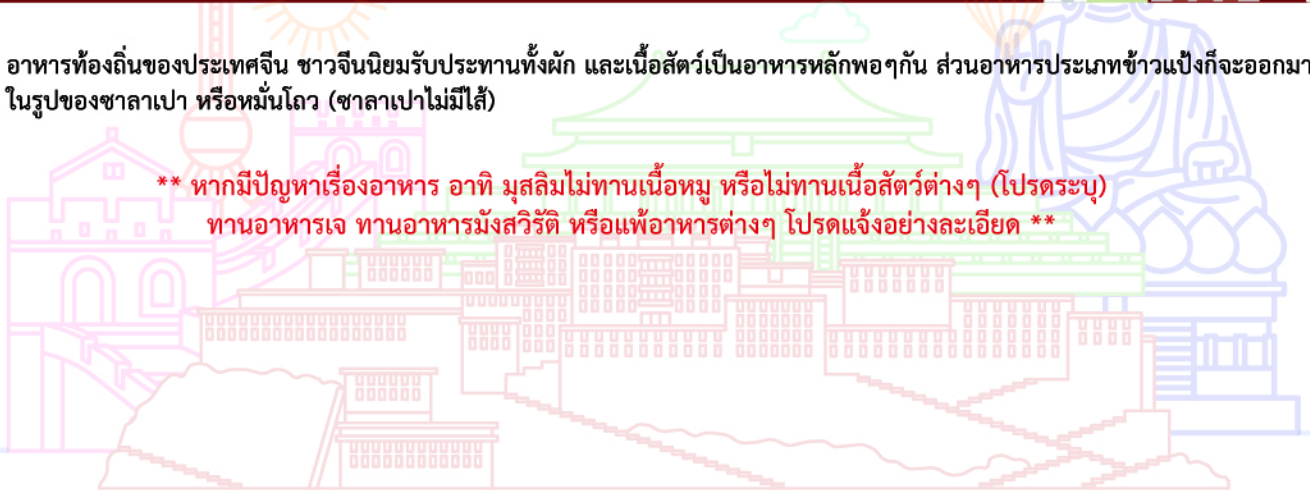 อาหารท้องถิ่นของประเทศจีน ชาวจีนนิยมรับประทานทั้งผัก และเนื้อสัตว์เป็นอาหารหลักพอๆกัน ส่วนอาหารประเภทข้าวแป้งก็จะออกมา
ในรูปของซาลาเปา หรือหมั่นโถว (ซาลาเปาไม่มีไส้)
** หากมีปัญหาเรื่องอาหาร อาทิ มุสลิมไม่ทานเนื้อหมู หรือไม่ทานเนื้อสัตว์ต่างๆ (โปรดระบุ)
ทานอาหารเจ ทานอาหารมังสวิรัติ หรือแพ้อาหารต่างๆ โปรดแจ้งอย่างละเอียด **